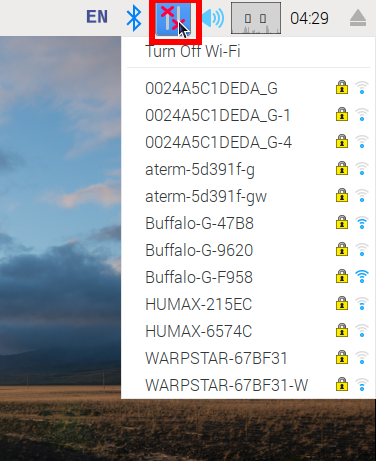 EN 04:29
Turn Off Wi-Fi
0024A5C1DEDA_G
0024A5C1DEDA_G-1
0024A5C1DEDA_G-4
aterm-5d391f-g
aterm-5d391f-gw
Buffalo-G-47B8
Buffalo-G-9620
Buffalo-G-F958
HUMAX-215EC
HUMAX-6574C
WARPSTAR-67BF31
WARPSTAR-67BF31-W